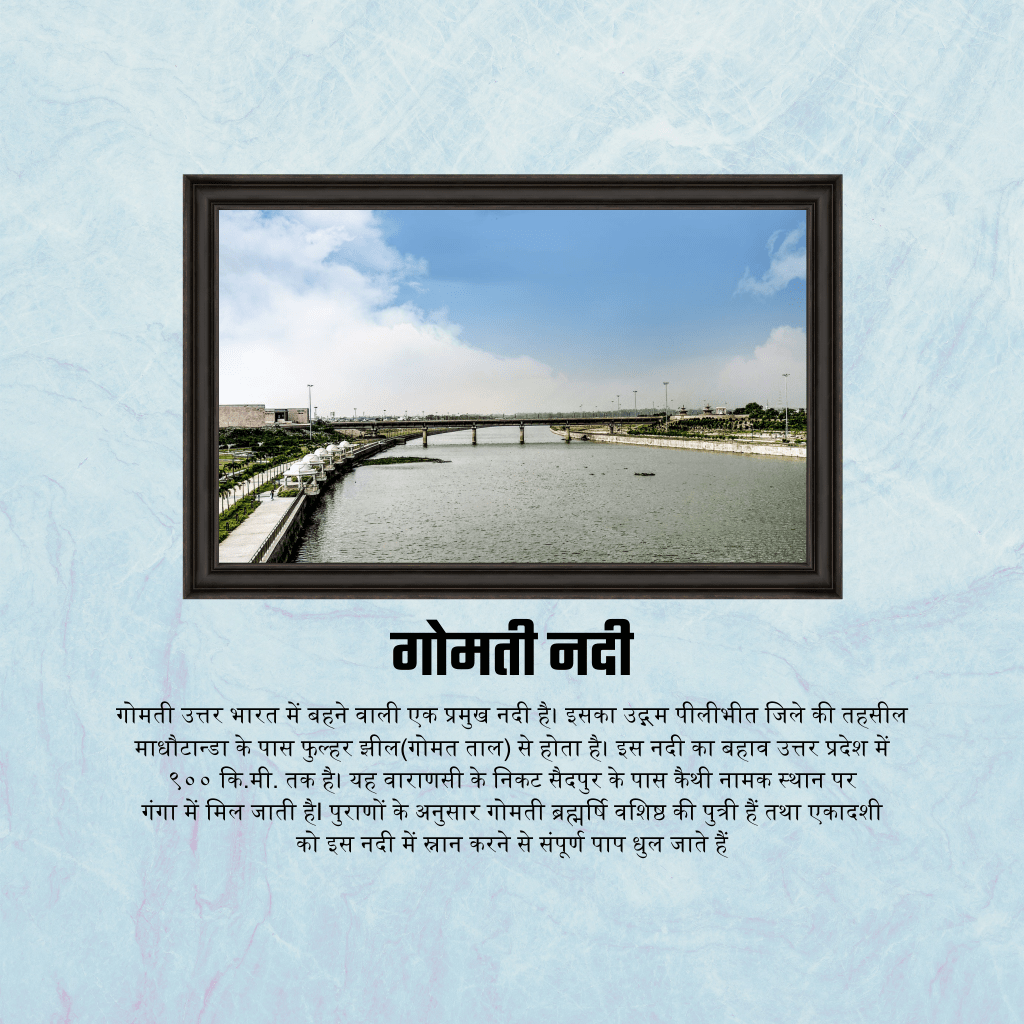 गोमती नदी
गोमती उत्तर भारत में बहने वाली एक प्रमुख नदी है। इसका उद्गम पीलीभीत जिले की तहसील
माधौटान्डा के पास फुल्हर झील(गोमत ताल) से होता है। इस नदी का बहाव उत्तर प्रदेश में
९०० कि.मी. तक है। यह वाराणसी के निकट सैदपुर के पास कैथी नामक स्थान पर
गंगा में मिल जाती है। पुराणों के अनुसार गोमती ब्रह्मर्षि वशिष्ठ की पुत्री हैं तथा एकादशी
को इस नदी में स्नान करने से संपूर्ण पाप धुल जाते हैं